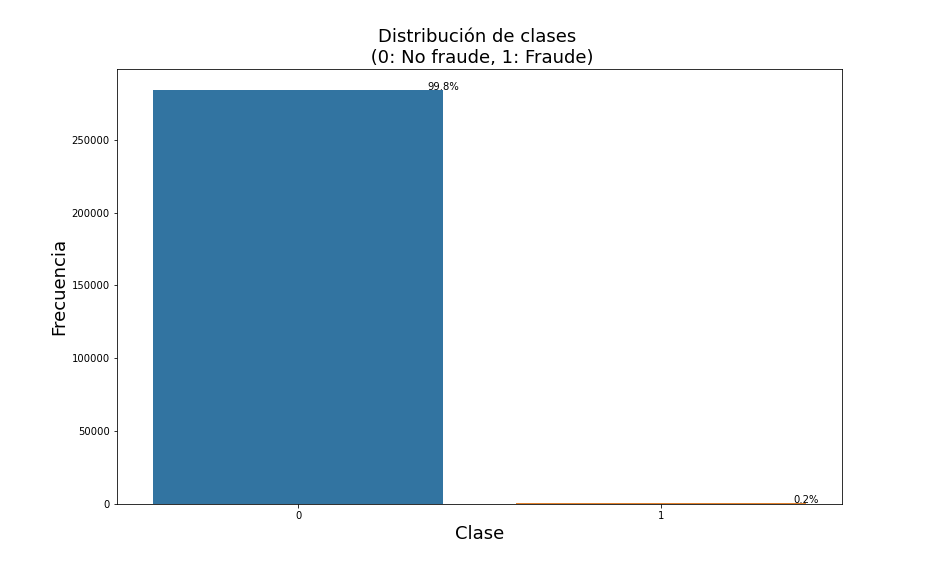 Distribución de clases
(0: No fraude, 1: Fraude)
99.8%
250000
200000
150000
100000
50000
0
Frecuencia
0.2%
0
1
Clase